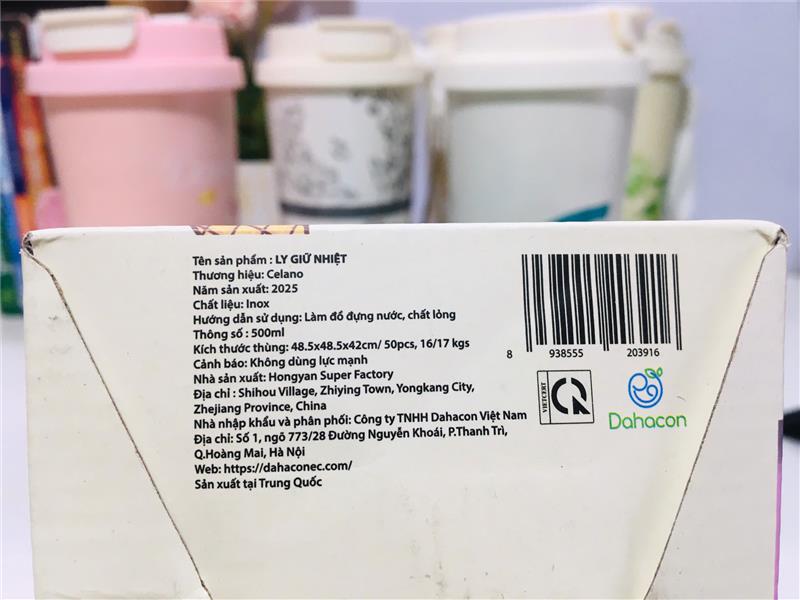 Tên sản phẩm : LY GIỮ NHIỆT
Thương hiệu: Celano
Năm sản xuất: 2025
Chất liệu: Inox
Hướng dẫn sử dụng: Làm đồ đựng nước, chất lỏng
Thông số : 500ml
Kích thước thùng: 48.5x48.5x42cm/ 50pcs, 16/17 kgs
Cảnh báo: Không dùng lực mạnh
Nhà sản xuất: Hongyan Super Factory
Địa chỉ : Shihou Village, Zhiying Town, Yongkang City,
Zhejiang Province, China
Nhà nhập khẩu và phân phối: Công ty TNHH Dahacon Việt Nam
Địa chỉ: Số 1, ngõ 773/28 Đường Nguyễn Khoái, P.Thanh Trì,
Q.Hoàng Mai, Hà Nội
Web: https://dahaconec.com/
Sản xuất tại Trung Quốc
8 938555 203916
VIETCERT
Dahacon